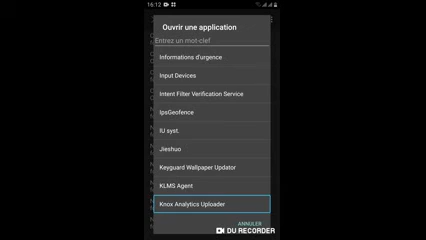 16:12
Ouvrir une application
Entrez un mot-clef
Informations d'urgence
Input Devices
Intent Filter Verification Service
IpsGeofence
IU syst.
Jieshuo
Keyguard Wallpaper Updator
KLMS Agent
Knox Analytics Uploader
ANNULER
DU RECORDER